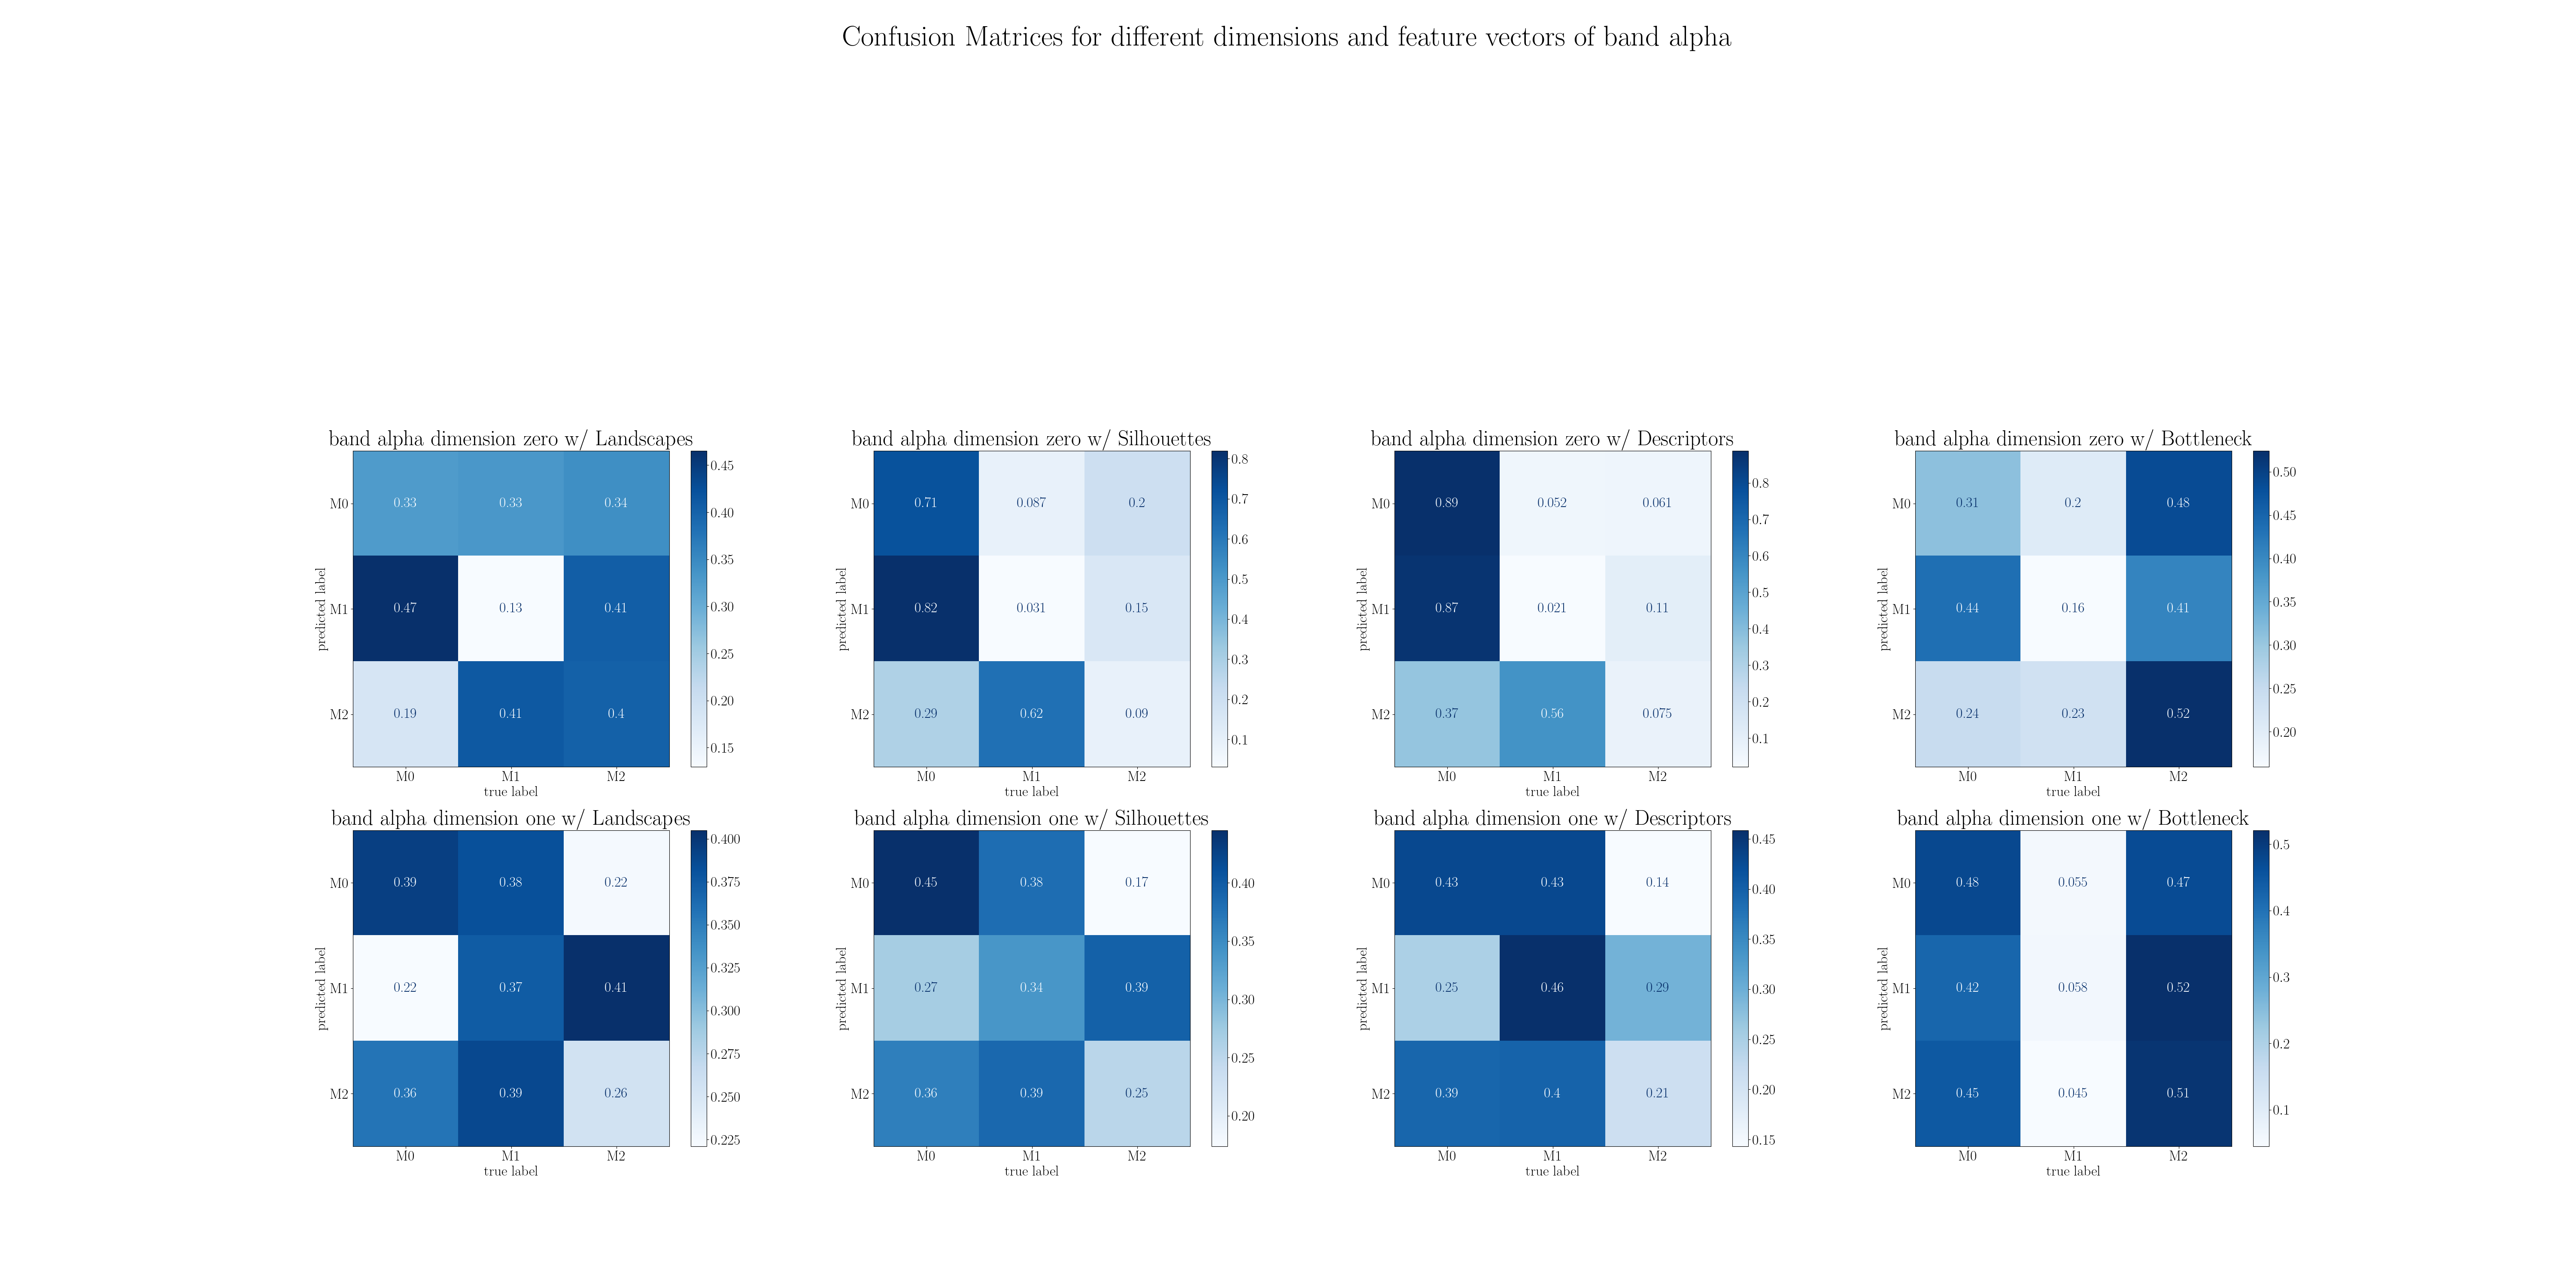 Confusion Matrices for different dimensions and feature vectors of band alpha
band alpha dimension zero w/ Landscapes
predicted label
M0 0.33 0.33 0.34
M1 0.47 0.13 0.41
M2 0.19 0.41 0.4
M0 M1 M2
true label
0.45
0.40
0.35
0.30
0.25
0.20
0.15
band alpha dimension zero w/ Silhouettes
predicted label
M0 0.71 0.087 0.2
M1 0.82 0.031 0.15
M2 0.29 0.62 0.09
M0 M1 M2
true label
0.8
0.7
0.6
0.5
0.4
0.3
0.2
0.1
band alpha dimension zero w/ Descriptors
predicted label
M0 0.89 0.052 0.061
M1 0.87 0.021 0.11
M2 0.37 0.56 0.075
M0 M1 M2
true label
0.8
0.7
0.6
0.5
0.4
0.3
0.2
0.1
band alpha dimension zero w/ Bottleneck
predicted label
M0 0.31 0.2 0.48
M1 0.44 0.16 0.41
M2 0.24 0.23 0.52
M0 M1 M2
true label
0.50
0.45
0.40
0.35
0.30
0.25
0.20
band alpha dimension one w/ Landscapes
predicted label
M0 0.39 0.38 0.22
M1 0.22 0.37 0.41
M2 0.36 0.39 0.26
M0 M1 M2
true label
0.400
0.375
0.350
0.325
0.300
0.275
0.250
0.225
band alpha dimension one w/ Silhouettes
predicted label
M0 0.45 0.38 0.17
M1 0.27 0.34 0.39
M2 0.36 0.39 0.25
M0 M1 M2
true label
0.40
0.35
0.30
0.25
0.20
band alpha dimension one w/ Descriptors
predicted label
M0 0.43 0.43 0.14
M1 0.25 0.46 0.29
M2 0.39 0.4 0.21
M0 M1 M2
true label
0.45
0.40
0.35
0.30
0.25
0.20
0.15
band alpha dimension one w/ Bottleneck
predicted label
M0 0.48 0.055 0.47
M1 0.42 0.058 0.52
M2 0.45 0.045 0.51
M0 M1 M2
true label
0.5
0.4
0.3
0.2
0.1